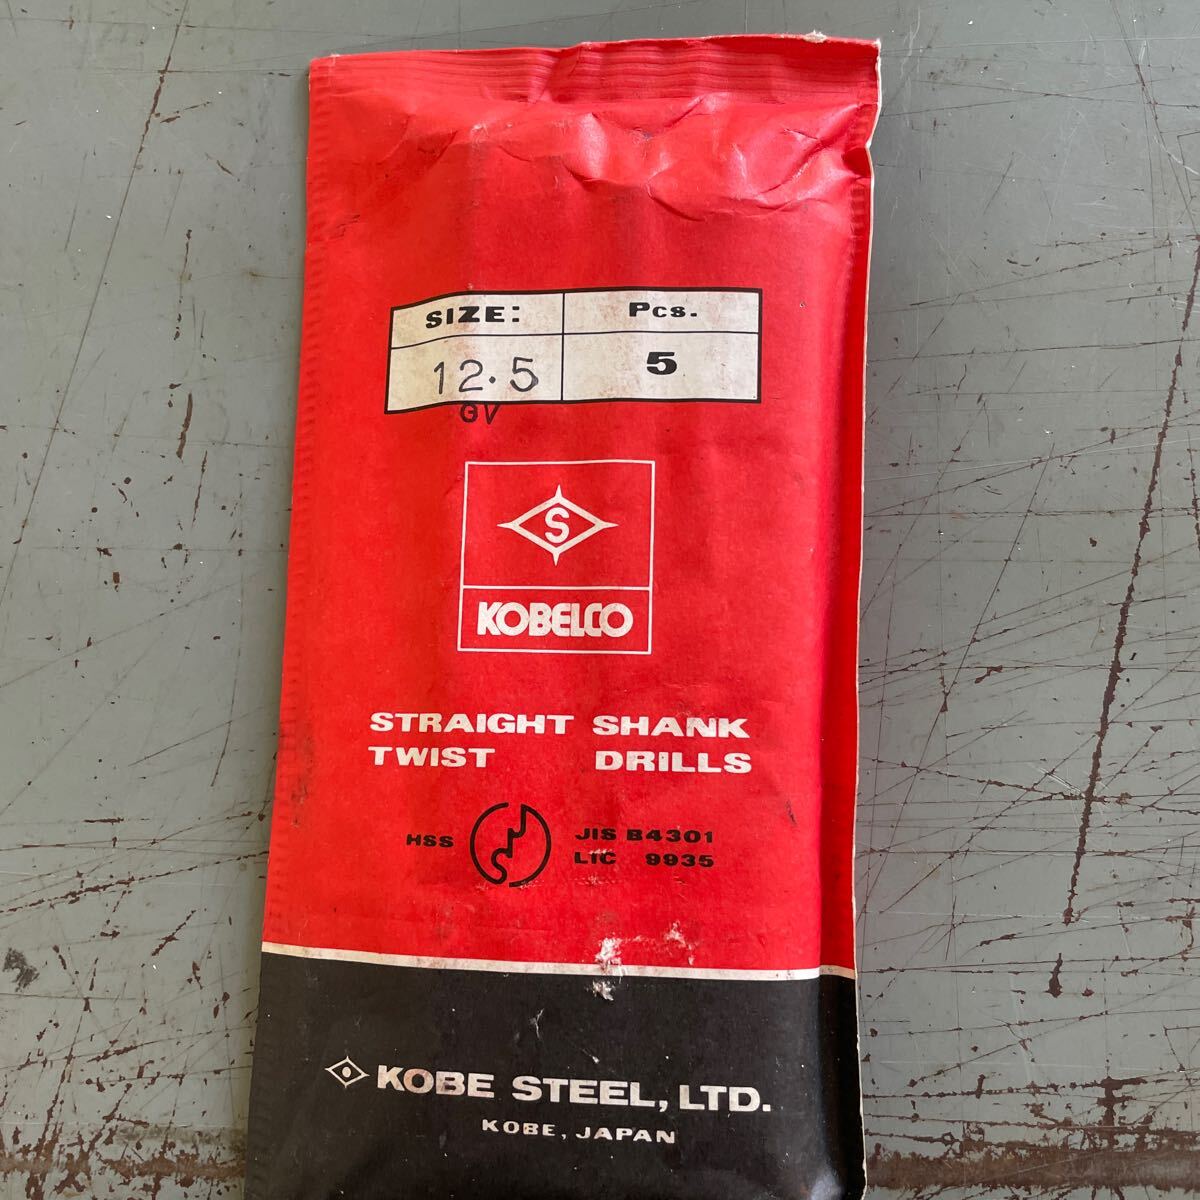 SIZE: Pcs.
12.5 5
GV
S
KOBELCO
STRAIGHT SHANK
TWIST DRILLS
HSS JIS B4301
LIC 9935
KOBE STEEL, LTD.
KOBE, JAPAN